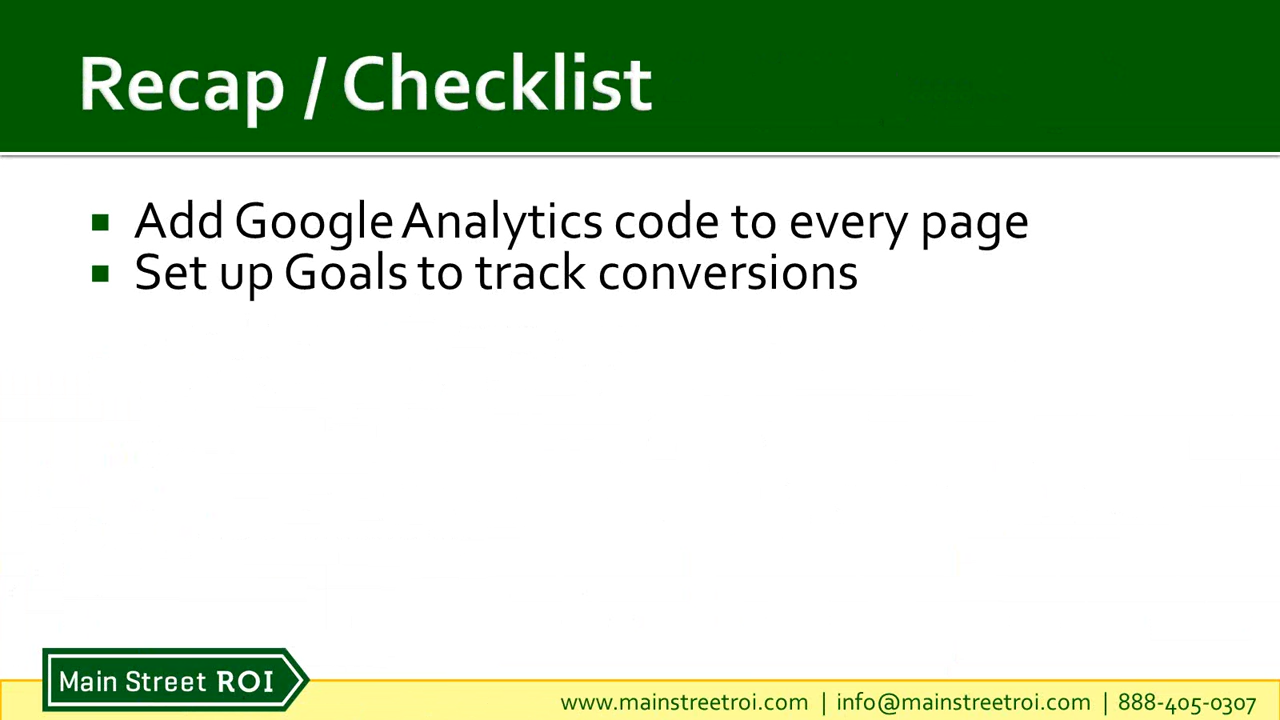 Recap / Checklist
Add Google Analytics code to every page
Set up Goals to track conversions
Main Street ROI
www.mainstreetroi.com | info@mainstreetroi.com | 888-405-0307